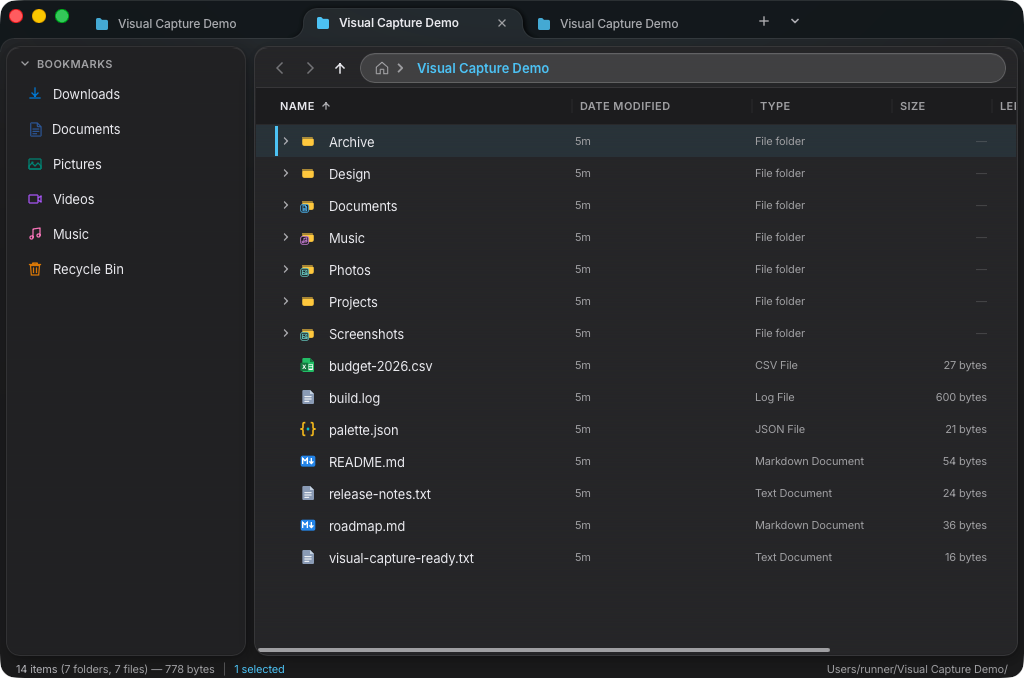 Visual Capture Demo
Visual Capture Demo
Visual Capture Demo
BOOKMARKS
Downloads
Documents
Pictures
Videos
Music
Recycle Bin
Visual Capture Demo
NAME DATE MODIFIED TYPE SIZE LE
Archive 5m File folder —
Design 5m File folder —
Documents 5m File folder —
Music 5m File folder —
Photos 5m File folder —
Projects 5m File folder —
Screenshots 5m File folder —
budget-2026.csv 5m CSV File 27 bytes
build.log 5m Log File 600 bytes
palette.json 5m JSON File 21 bytes
README.md 5m Markdown Document 54 bytes
release-notes.txt 5m Text Document 24 bytes
roadmap.md 5m Markdown Document 36 bytes
visual-capture-ready.txt 5m Text Document 16 bytes
14 items (7 folders, 7 files) — 778 bytes 1 selected
Users/runner/Visual Capture Demo/